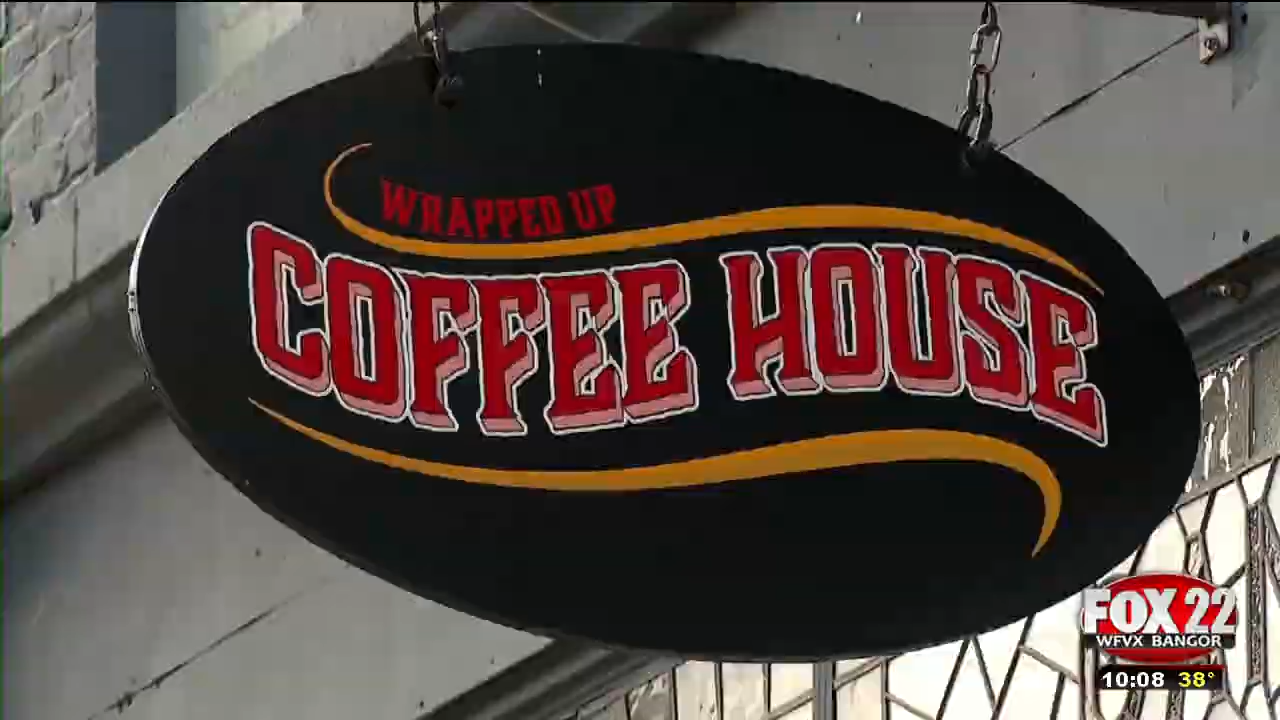 WRAPPED UP
COFFEE HOUSE
FOX 22
WFVX BANGOR
10:08 38°